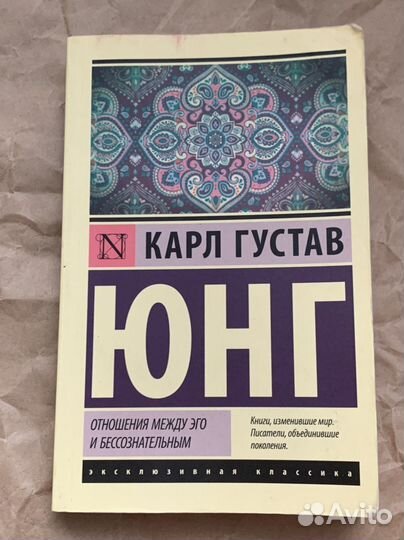 N
КАРЛ ГУСТАВ
ЮНГ
ОТНОШЕНИЯ МЕЖДУ ЭГО
И БЕССОЗНАТЕЛЬНЫМ
Книги, изменившие мир.
Писатели, объединившие
поколения.
эксклюзивная классика
Avito